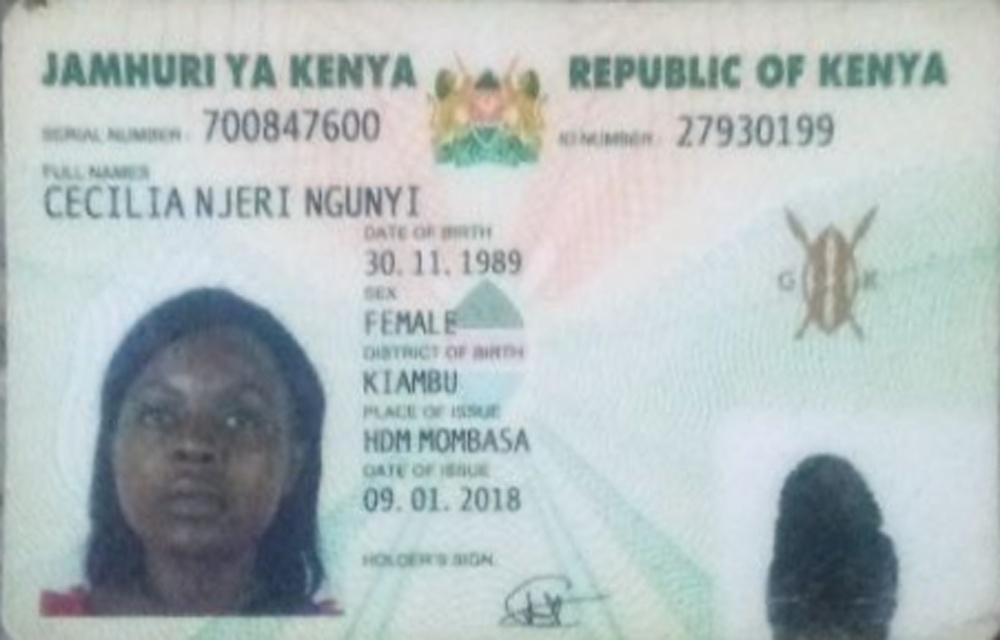 JAMHURI YA KENYA REPUBLIC OF KENYA
SERIAL NUMBER: 700847600 ID NUMBER: 27930199
FULL NAMES
CECILIA NJERI NGUNYI
DATE OF BIRTH
30. 11. 1989
SEX
FEMALE
G K
DISTRICT OF BIRTH
KIAMBU
PLACE OF ISSUE
HDM MOMBASA
DATE OF ISSUE
09. 01. 2018
HOLDER'S SIGN.